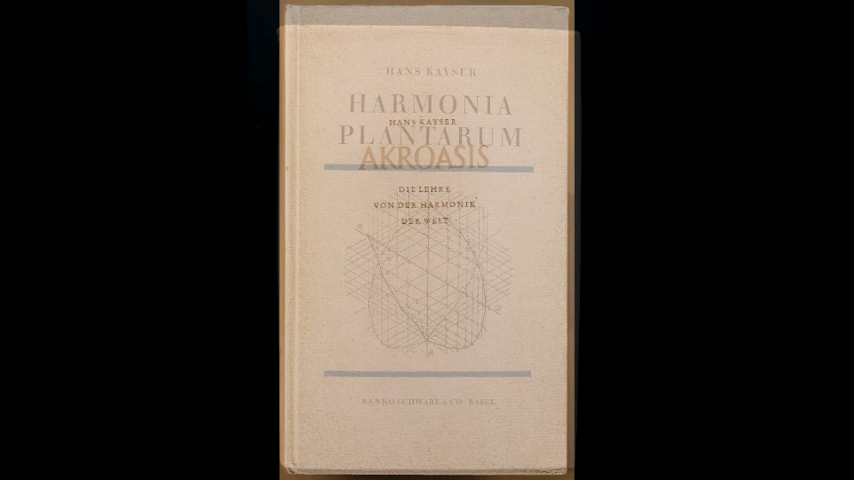 HANS KAYSER
HARMONIA
HANS KAYSER
PLANTARUM
AKROASIS
DIE LEHRE
VON DER HARMONIK
DER WELT
BENNO SCHWABE & CO. BASEL